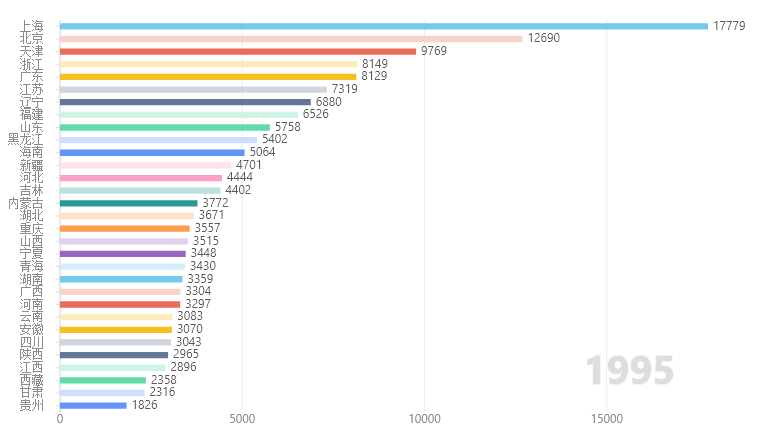 上海 17779
北京 12690
天津 9769
浙江 8149
广东 8129
江苏 7319
辽宁 6880
福建 6526
山东 5758
黑龙江 5402
海南 5064
新疆 4701
河北 4444
吉林 4402
内蒙古 3772
湖北 3671
重庆 3557
山西 3515
宁夏 3448
青海 3430
湖南 3359
广西 3304
河南 3297
云南 3083
安徽 3070
四川 3043
陕西 2965
江西 2896
西藏 2358
甘肃 2316
贵州 1826
1995
0 5000 10000 15000